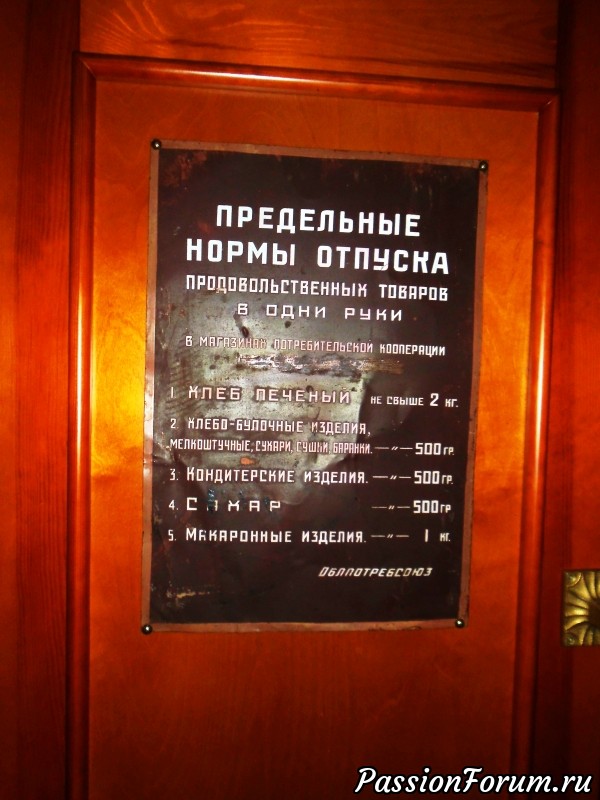 ПРЕДЕЛЬНЫЕ
НОРМЫ ОТПУСКА
ПРОДОВОЛЬСТВЕННЫХ ТОВАРОВ
В ОДНИ РУКИ
В МАГАЗИНАХ ПОТРЕБИТЕЛЬСКОЙ КООПЕРАЦИИ
1 ХЛЕБ ПЕЧЕНЫЙ НЕ СВЫШЕ 2 КГ.
2 ХЛЕБО-БУЛОЧНЫЕ ИЗДЕЛИЯ,
МЕЛКОШТУЧНЫЕ, СУХАРИ, СУШКИ, БАРАНКИ. —„— 500 ГР.
3. КОНДИТЕРСКИЕ ИЗДЕЛИЯ. —„— 500 ГР.
4. САХАР —„— 500 ГР
5. МАКАРОННЫЕ ИЗДЕЛИЯ. —„— 1 КГ.
ОБЛПОТРЕБСОЮЗ
PassionForum.ru